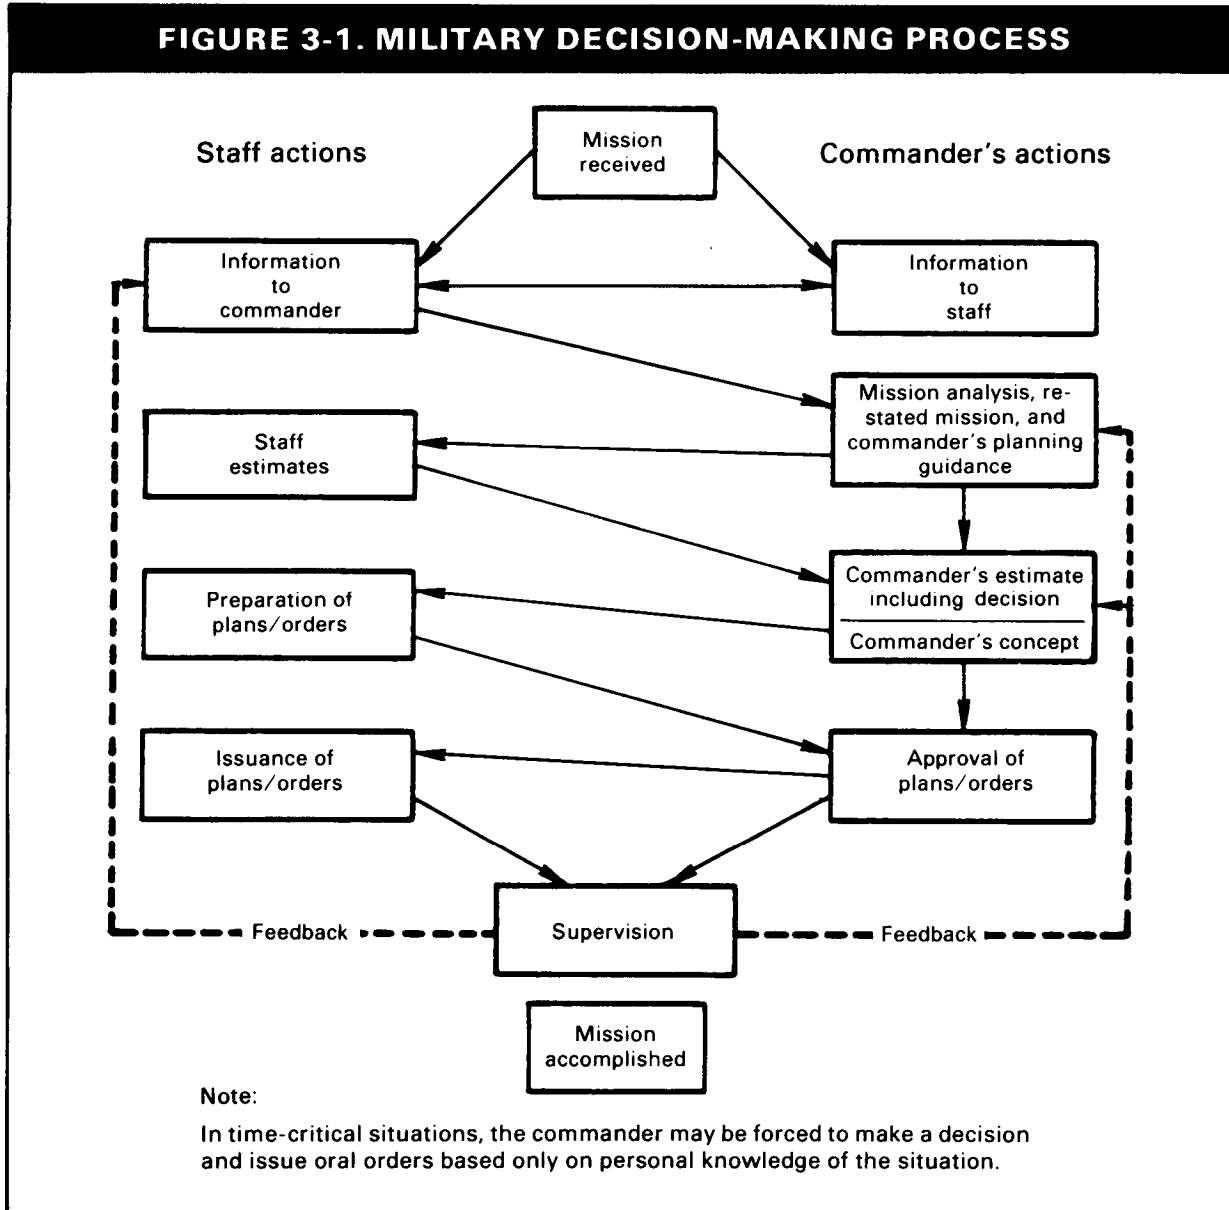 FIGURE 3-1. MILITARY DECISION-MAKING PROCESS
Staff actions
Mission
received
Commander's actions
Information
to
commander
Information
to
staff
Mission analysis, re-
stated mission, and
commander's planning
guidance
Staff
estimates
Commander's estimate
including decision
Commander's concept
Preparation of
plans/orders
Issuance of
plans/orders
Approval of
plans/orders
Feedback
Supervision
Feedback
Mission
accomplished
Note:
In time-critical situations, the commander may be forced to make a decision
and issue oral orders based only on personal knowledge of the situation.